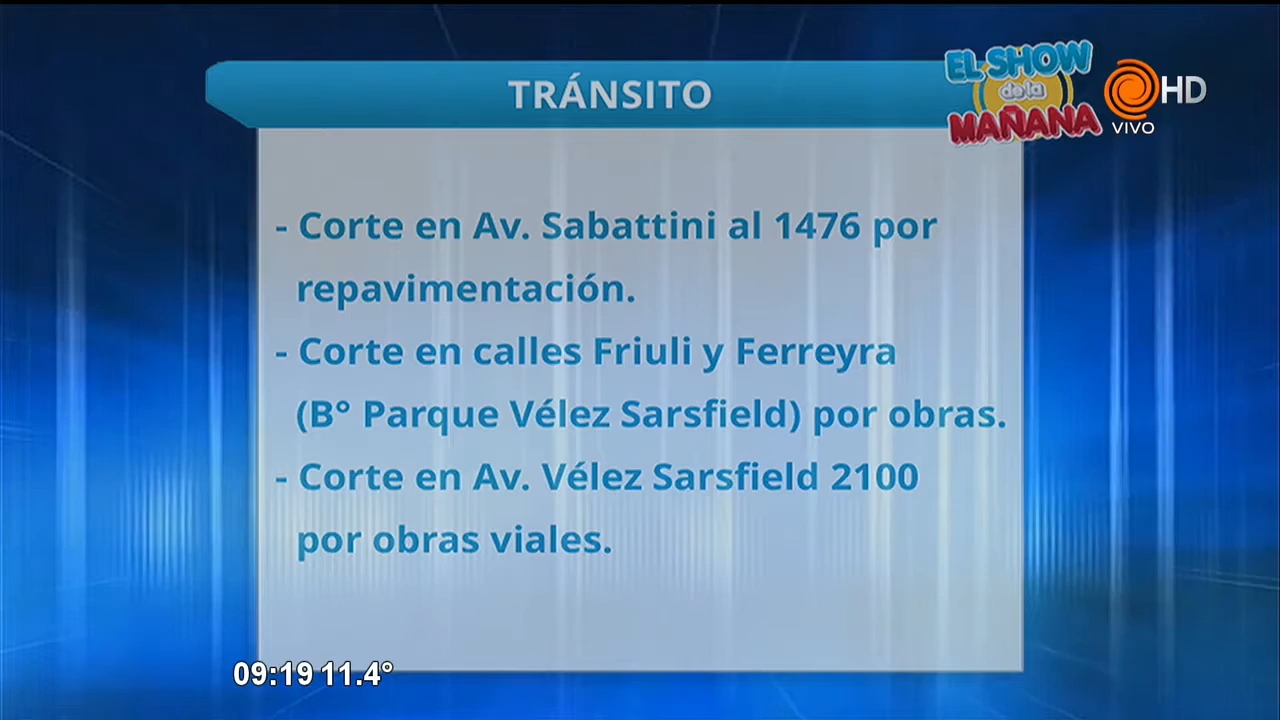 TRÁNSITO
EL SHOW
de la
MAÑANA
HD
VIVO
- Corte en Av. Sabattini al 1476 por
repavimentación.
- Corte en calles Friuli y Ferreyra
(B° Parque Vélez Sarsfield) por obras.
- Corte en Av. Vélez Sarsfield 2100
por obras viales.
09:19 11.4°